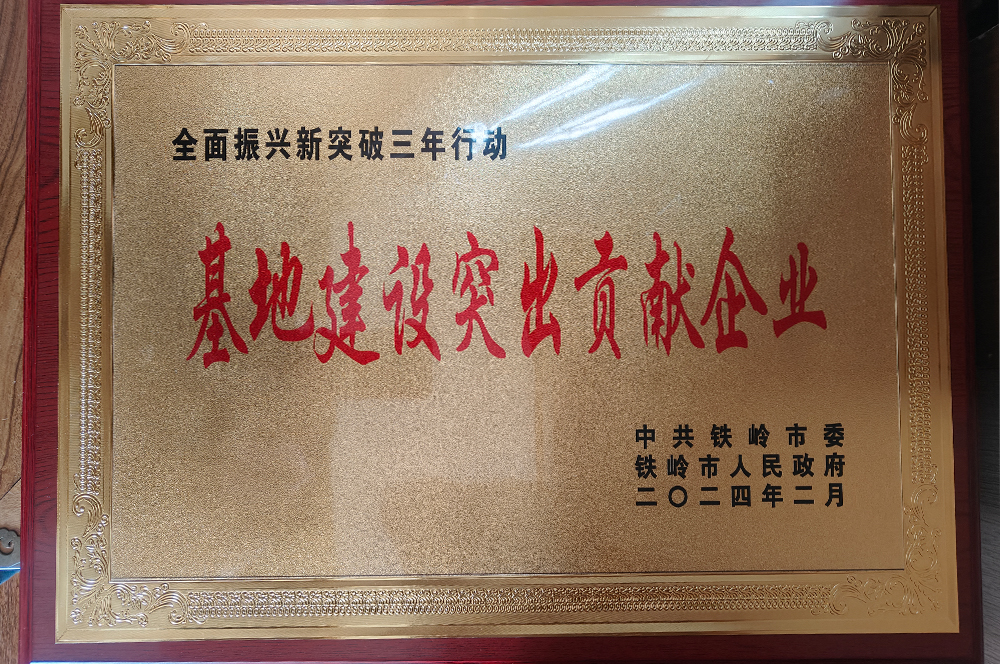 全面振兴新突破三年行动
基地建设突出贡献企业
中共铁岭市委
铁岭市人民政府
二〇二四年二月